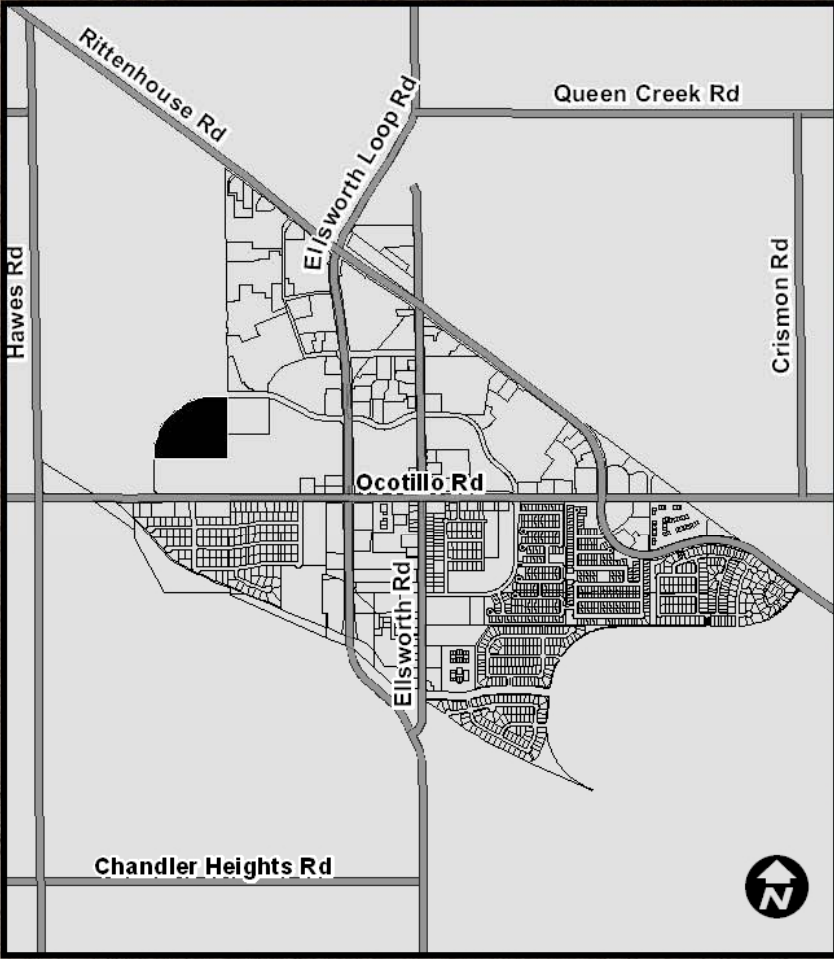 Rittenhouse Rd
Ellsworth Loop Rd
Queen Creek Rd
Hawes Rd
Crismon Rd
Ocotillo Rd
Ellsworth Rd
Chandler Heights Rd
N